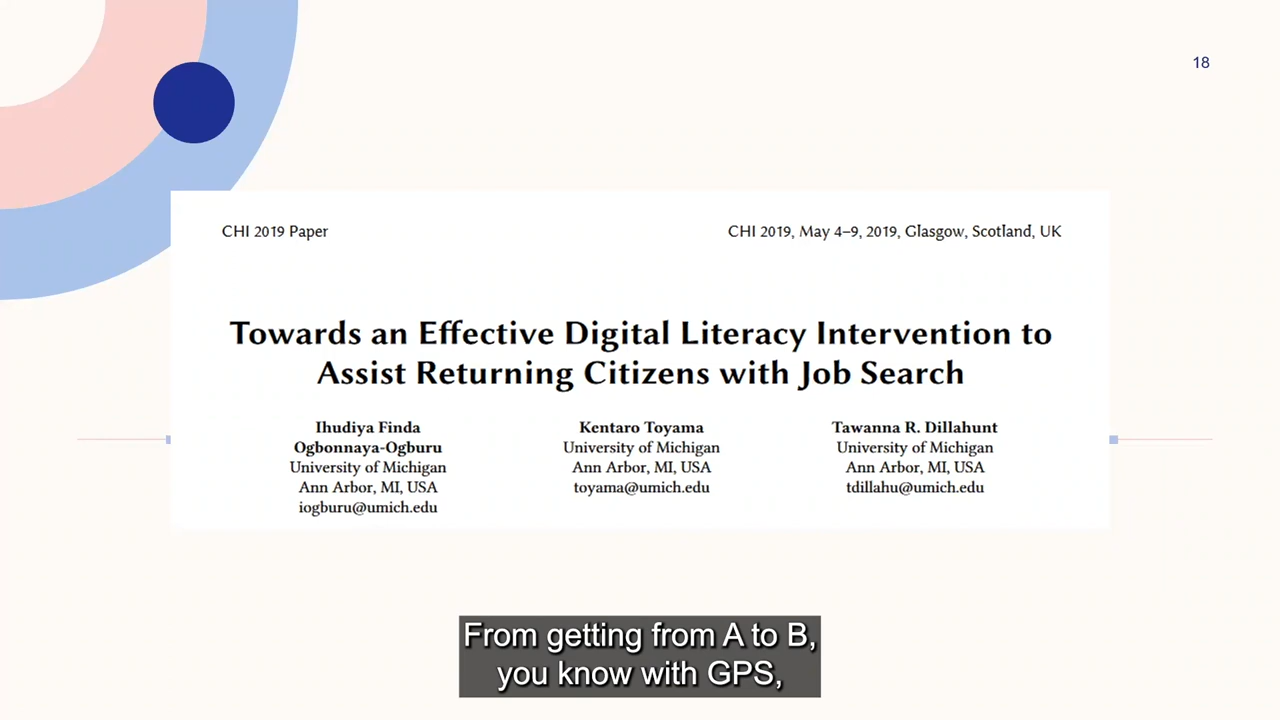 18
CHI 2019 Paper
CHI 2019, May 4–9, 2019, Glasgow, Scotland, UK
Towards an Effective Digital Literacy Intervention to
Assist Returning Citizens with Job Search
Ihudiya Finda
Ogbonnaya-Ogburu
University of Michigan
Ann Arbor, MI, USA
iogburu@umich.edu
Kentaro Toyama
University of Michigan
Ann Arbor, MI, USA
toyama@umich.edu
Tawanna R. Dillahunt
University of Michigan
Ann Arbor, MI, USA
tdillahu@umich.edu
From getting from A to B,
you know with GPS,